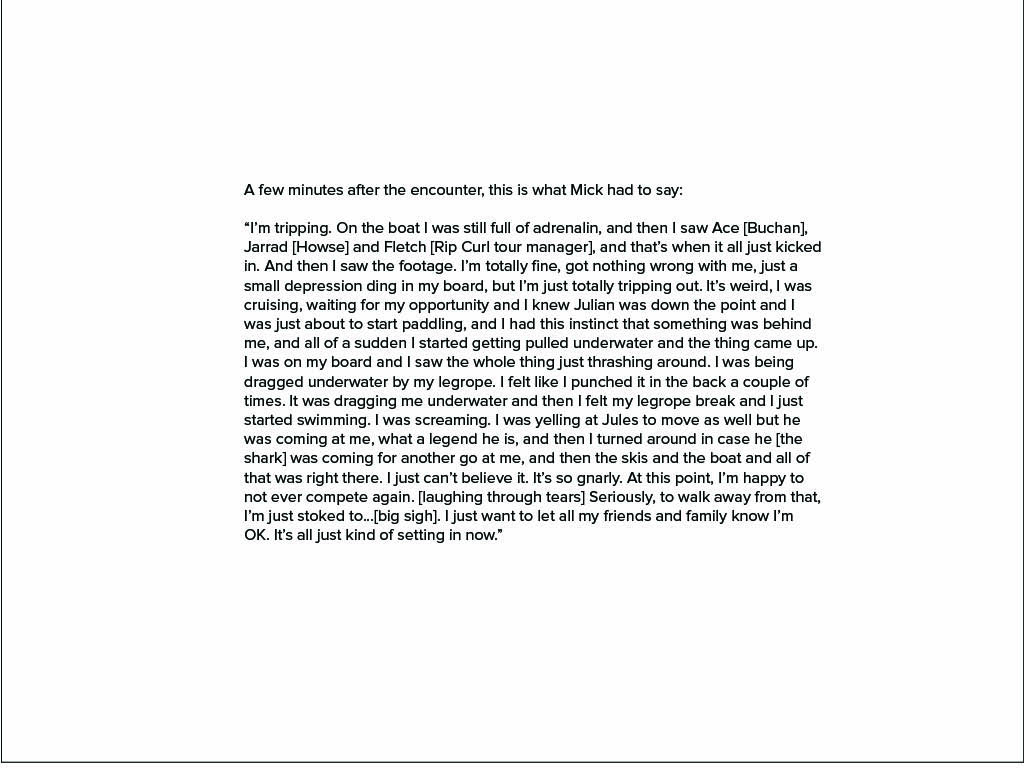 A few minutes after the encounter, this is what Mick had to say:
“I’m tripping. On the boat I was still full of adrenalin, and then I saw Ace [Buchan],
Jarrad [Howse] and Fletch [Rip Curl tour manager], and that’s when it all just kicked
in. And then I saw the footage. I’m totally fine, got nothing wrong with me, just a
small depression ding in my board, but I’m just totally tripping out. It’s weird, I was
cruising, waiting for my opportunity and I knew Julian was down the point and I
was just about to start paddling, and I had this instinct that something was behind
me, and all of a sudden I started getting pulled underwater and the thing came up.
I was on my board and I saw the whole thing just thrashing around. I was being
dragged underwater by my legrope. I felt like I punched it in the back a couple of
times. It was dragging me underwater and then I felt my legrope break and I just
started swimming. I was screaming. I was yelling at Jules to move as well but he
was coming at me, what a legend he is, and then I turned around in case he [the
shark] was coming for another go at me, and then the skis and the boat and all of
that was right there. I just can’t believe it. It’s so gnarly. At this point, I’m happy to
not ever compete again. [laughing through tears] Seriously, to walk away from that,
I’m just stoked to...[big sigh]. I just want to let all my friends and family know I’m
OK. It’s all just kind of setting in now.”